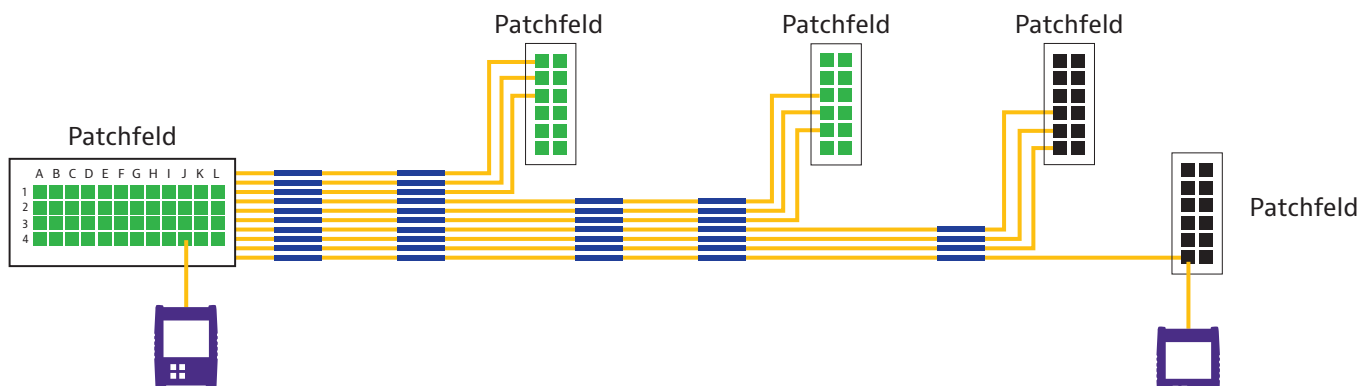 Patchfeld
Patchfeld
Patchfeld
Patchfeld
A B C D E F G H I J K L
1
2
3
4
Patchfeld